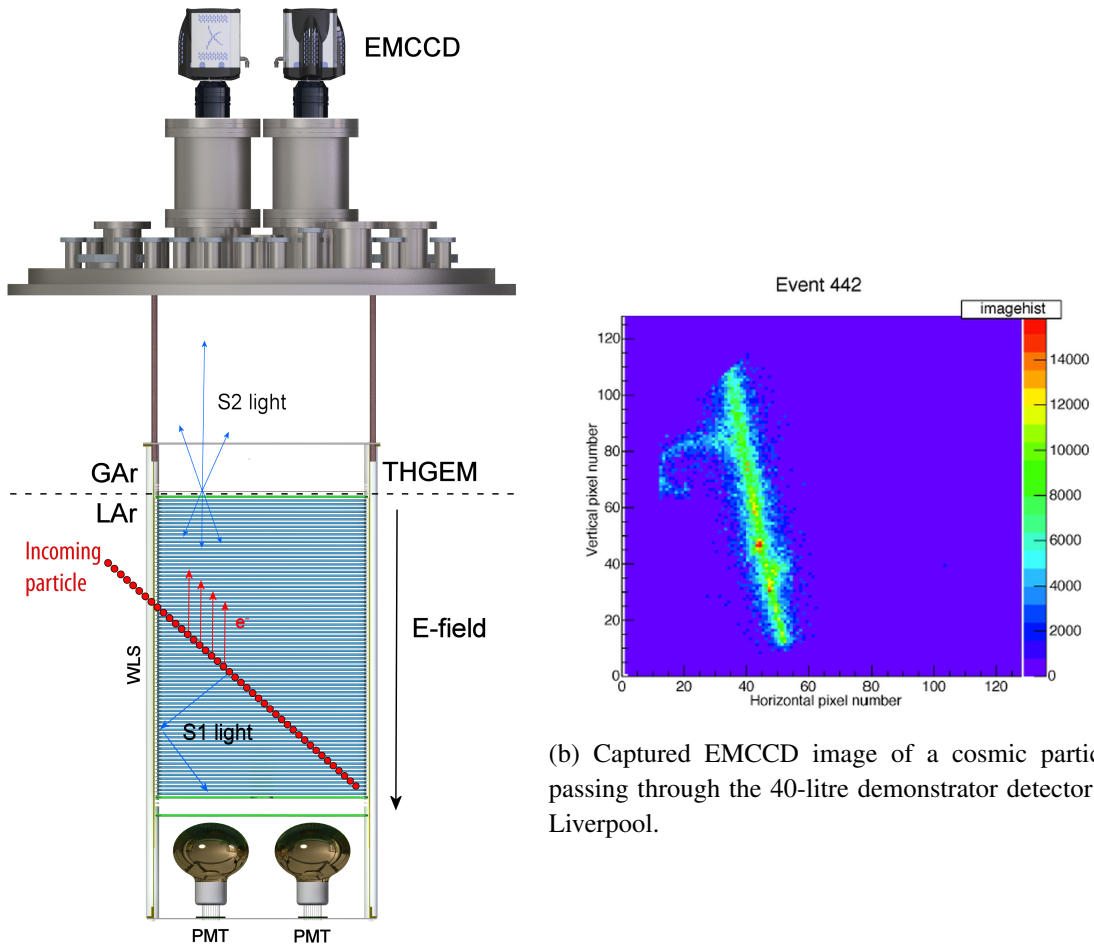 EMCCD
S2 light
GAr
THGEM
LAr
Incoming
particle
e-
E-field
WLS
S1 light
PMT
PMT
Event 442
imagehist
Vertical pixel number
120
100
80
60
40
20
0
0
20
40
60
80
100
120
Horizontal pixel number
14000
12000
10000
8000
6000
4000
2000
0
(b) Captured EMCCD image of a cosmic partic
passing through the 40-litre demonstrator detector
Liverpool.